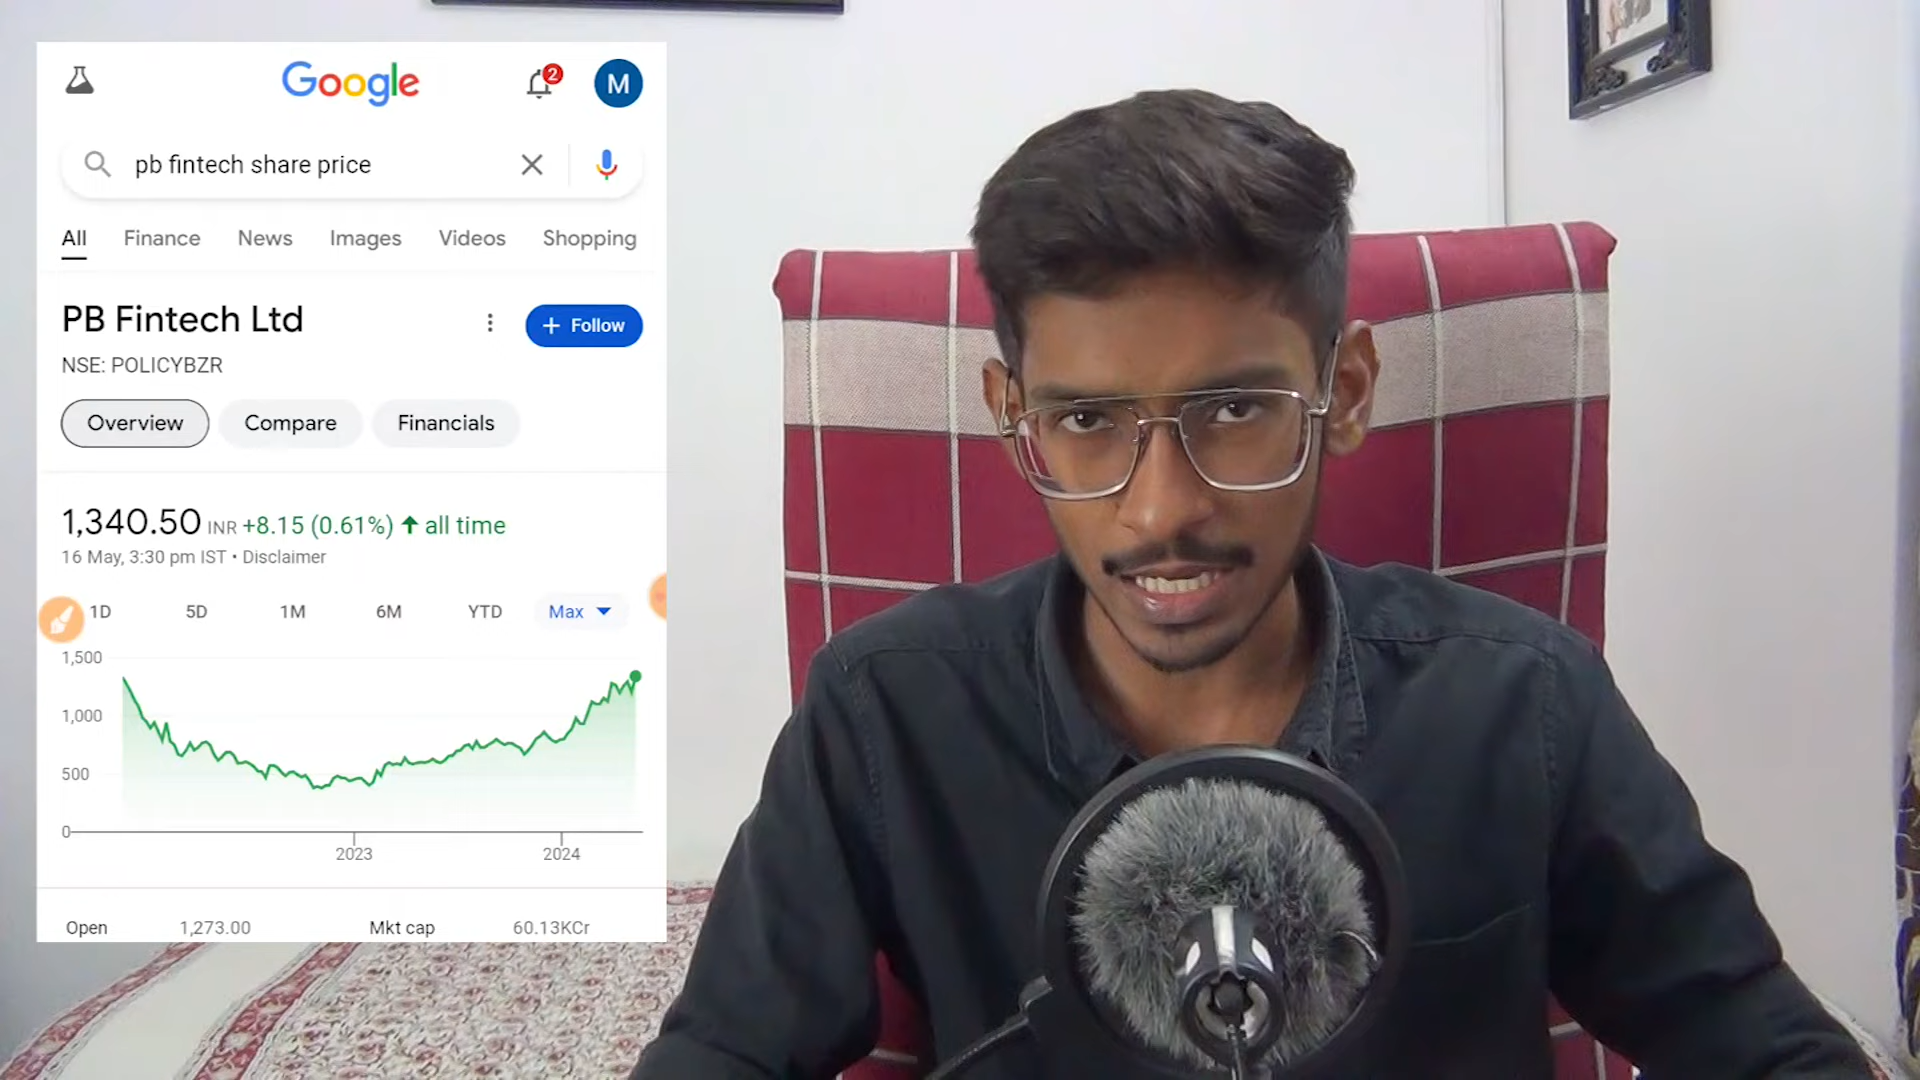 Google
2
M
pb fintech share price
All Finance News Images Videos Shopping
PB Fintech Ltd
+ Follow
NSE: POLICYBZR
Overview Compare Financials
1,340.50 INR +8.15 (0.61%) ↑ all time
16 May, 3:30 pm IST • Disclaimer
1D 5D 1M 6M YTD Max
1,500
1,000
500
0
2023 2024
Open 1,273.00 Mkt cap 60.13KCr